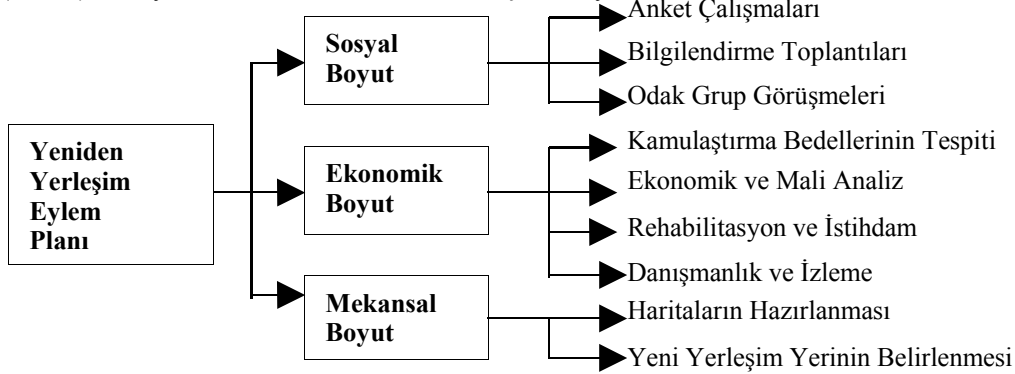 Yeniden
Yerleşim
Eylem
Planı
Sosyal
Boyut
Anket Çalışmaları
Bilgilendirme Toplantıları
Odak Grup Görüşmeleri
Ekonomik
Boyut
Kamulaştırma Bedellerinin Tespiti
Ekonomik ve Mali Analiz
Rehabilitasyon ve İstihdam
Danışmanlık ve İzleme
Mekansal
Boyut
Haritaların Hazırlanması
Yeni Yerleşim Yerinin Belirlenmesi